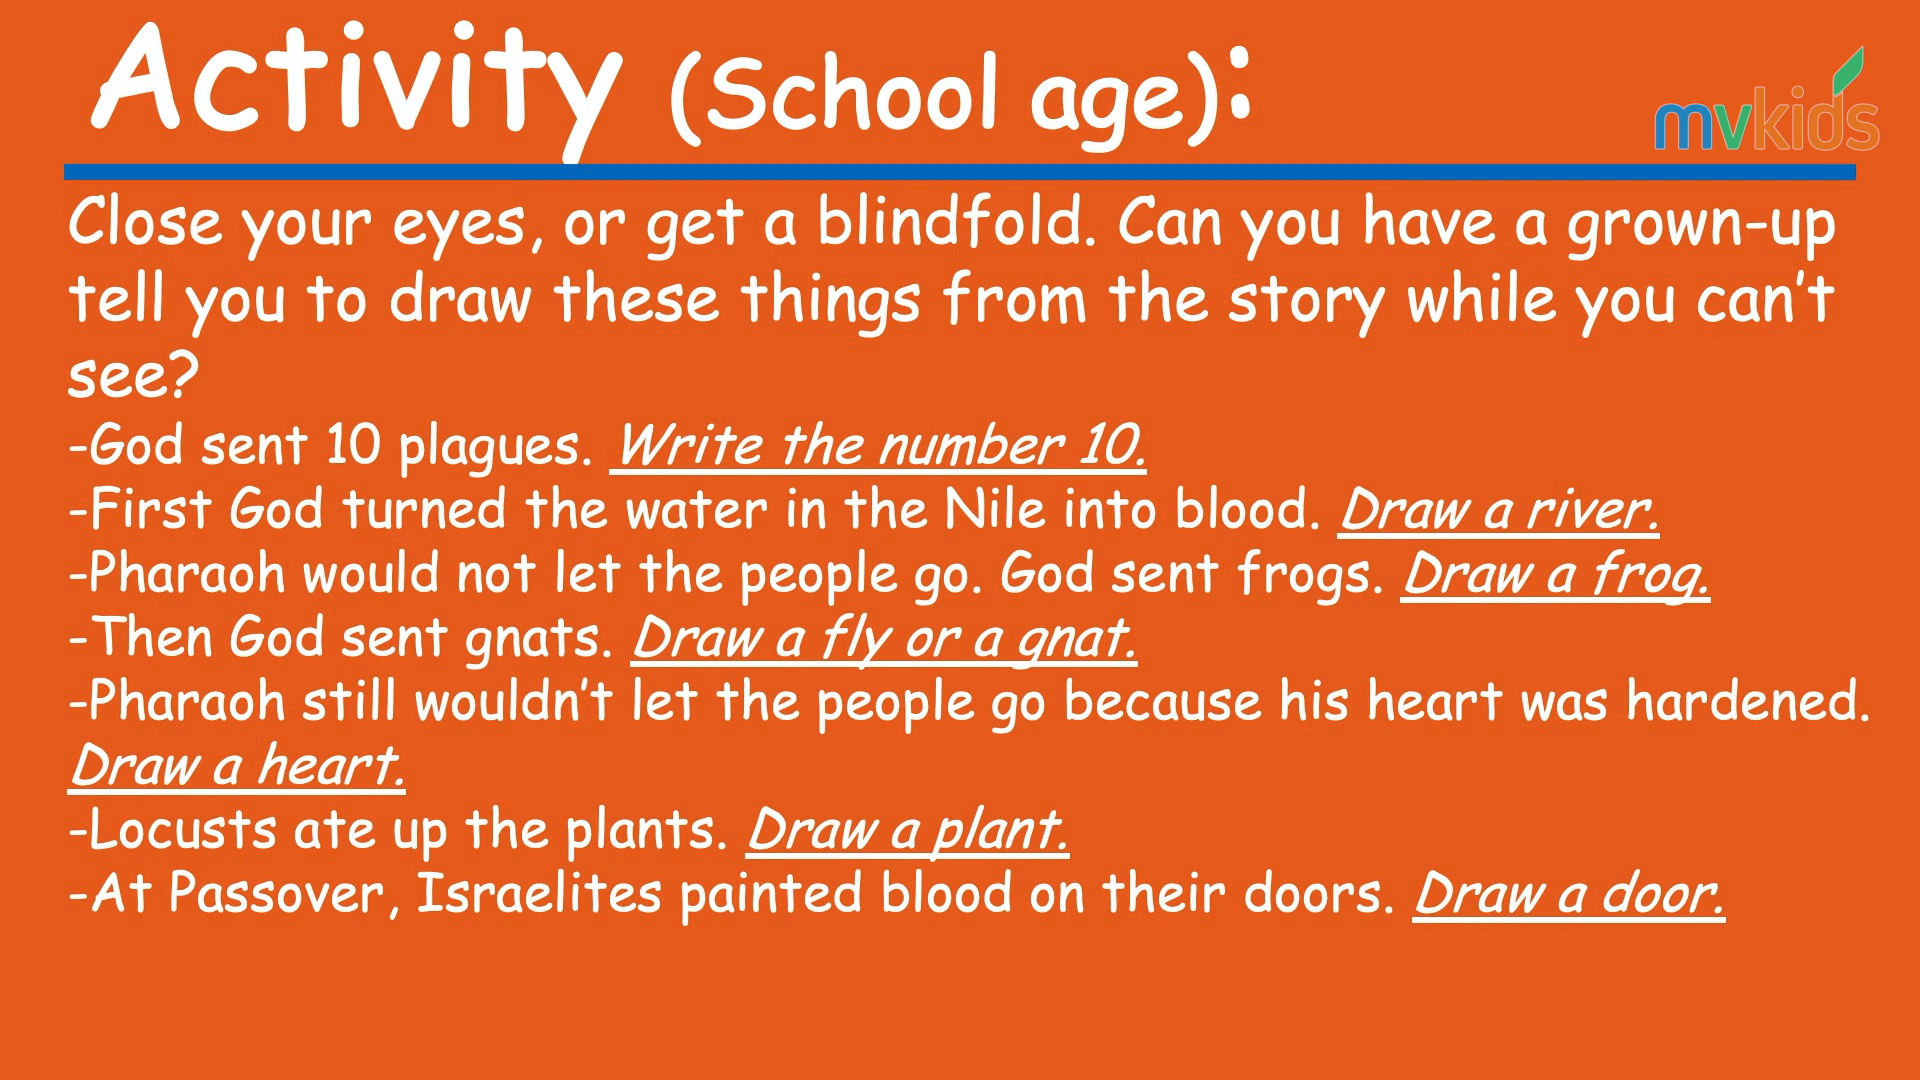 Activity (School age):
mvkids
Close your eyes, or get a blindfold. Can you have a grown-up
tell you to draw these things from the story while you can’t
see?
-God sent 10 plagues. Write the number 10.
-First God turned the water in the Nile into blood. Draw a river.
-Pharaoh would not let the people go. God sent frogs. Draw a frog.
-Then God sent gnats. Draw a fly or a gnat.
-Pharaoh still wouldn’t let the people go because his heart was hardened.
Draw a heart.
-Locusts ate up the plants. Draw a plant.
-At Passover, Israelites painted blood on their doors. Draw a door.